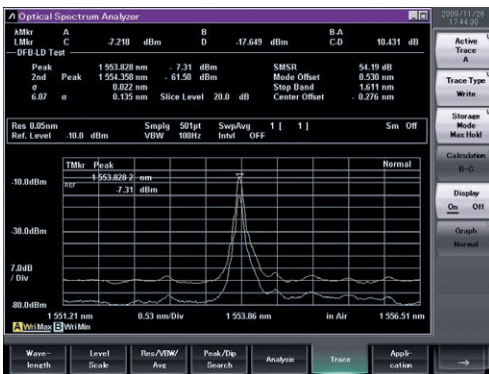 Optical Spectrum Analyzer
2009/11/26
17:44:00
λMkr A B B-A
LMkr C -7.218 dBm D -17.649 dBm C-D 10.431 dB
DFB-LD Test
Peak 1 553.828 nm - 7.31 dBm SMSR 54.19 dB
2nd Peak 1 554.358 nm - 61.50 dBm Mode Offset 0.530 nm
σ 0.022 nm Stop Band 1.611 nm
6.07 σ 0.135 nm Slice Level 20.0 dB Center Offset - 0.276 nm
Res 0.05nm Smplg 501pt SwpAvg 1 [ 1 ] Sm Off
Ref. Level -10.0 dBm VBW 100Hz Intvl OFF
TMkr Peak Normal
1 553.828 2 nm
-7.31 dBm
-10.0dBm
REF
-38.0dBm
7.0dB
/ Div
-80.0dBm
1 551.21 nm 0.53 nm/Div 1 553.86 nm in Air 1 556.51 nm
A Wri Max B Wri Min
Active
Trace
A
Trace Type
Write
Storage
Mode
Max Hold
Calculation
B-G
Display
On Off
Graph
Normal
Wave-
length
Level
Scale
Res/VBW/
Avg
Peak/Dip
Search
Analysis
Trace
Appli-
cation
→